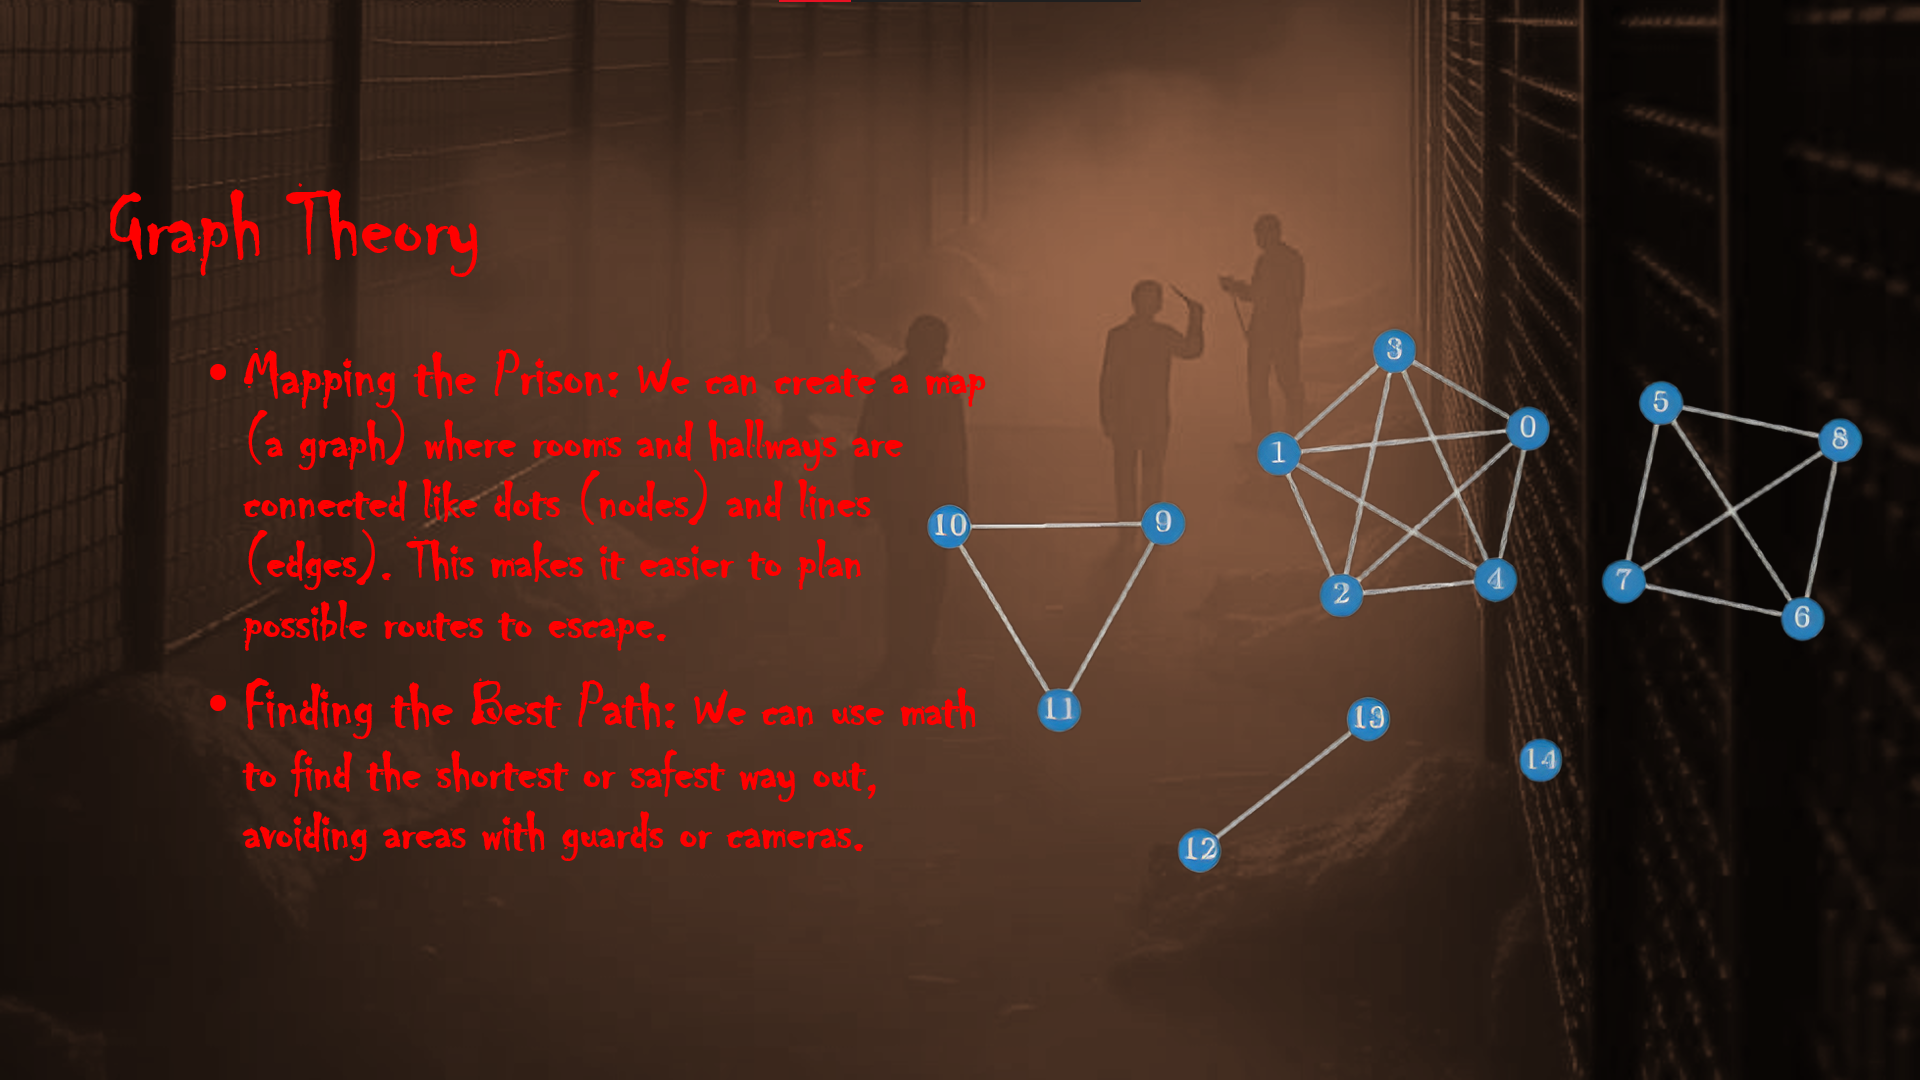 Graph Theory
• Mapping the Prison: We can create a map
(a graph) where rooms and hallways are
connected like dots (nodes) and lines
(edges). This makes it easier to plan
possible routes to escape.
• Finding the Best Path: We can use math
to find the shortest or safest way out,
avoiding areas with guards or cameras.
3
5
0
8
1
10
9
2
4
7
6
11
13
14
12